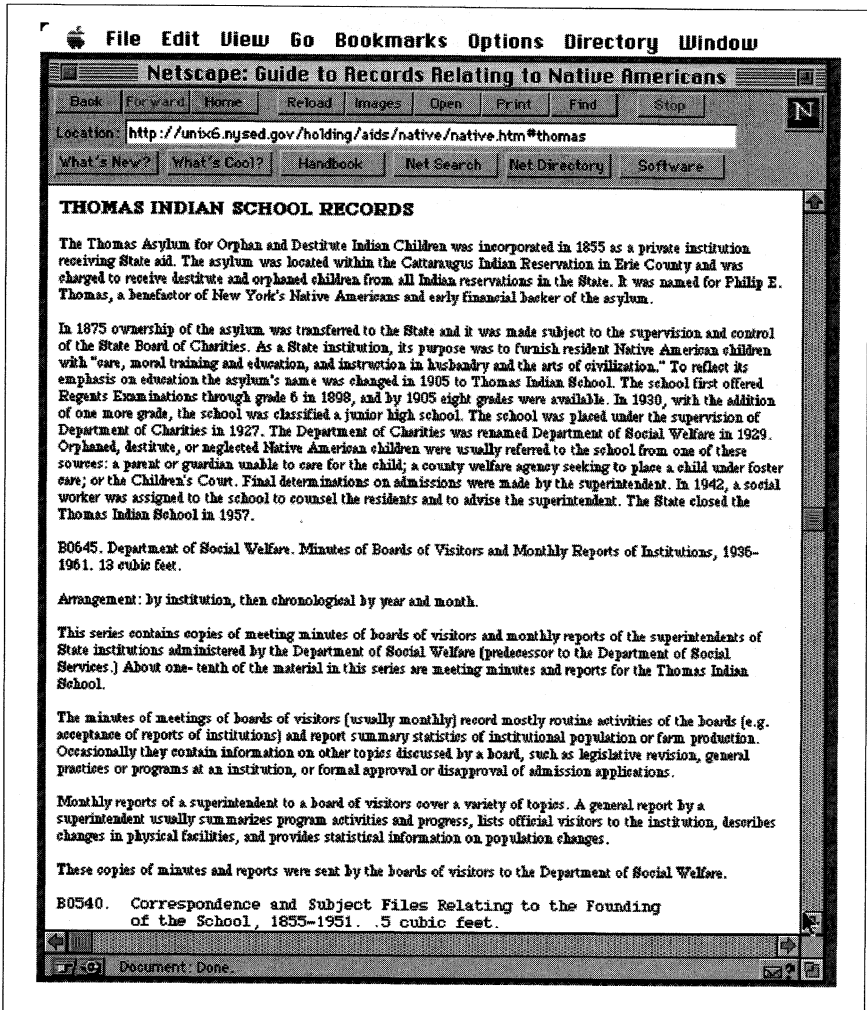 File Edit View Go Bookmarks Options Directory Window
Netscape: Guide to Records Relating to Native Americans
Back Forward Home Reload Images Open Print Find Stop
N
Location: http://unix6.nysed.gov/holding/aids/native/native.htm#thomas
What's New? What's Cool? Handbook Net Search Net Directory Software
THOMAS INDIAN SCHOOL RECORDS
The Thomas Asylum for Orphan and Destitute Indian Children was incorporated in 1855 as a private institution
receiving State aid. The asylum was located within the Cattaraugus Indian Reservation in Erie County and was
charged to receive destitute and orphaned children from all Indian reservations in the State. It was named for Philip E.
Thomas, a benefactor of New York's Native Americans and early financial backer of the asylum.
In 1875 ownership of the asylum was transferred to the State and it was made subject to the supervision and control
of the State Board of Charities. As a State institution, its purpose was to furnish resident Native American children
with "care, moral training and education, and instruction in husbandry and the arts of civilization." To reflect its
emphasis on education the asylum's name was changed in 1905 to Thomas Indian School. The school first offered
Regents Examinations through grade 6 in 1898, and by 1905 eight grades were available. In 1930, with the addition
of one more grade, the school was classified a junior high school. The school was placed under the supervision of
Department of Charities in 1927. The Department of Charities was renamed Department of Social Welfare in 1929.
Orphaned, destitute, or neglected Native American children were usually referred to the school from one of these
sources: a parent or guardian unable to care for the child; a county welfare agency seeking to place a child under foster
care; or the Children's Court. Final determinations on admissions were made by the superintendent. In 1942, a social
worker was assigned to the school to counsel the residents and to advise the superintendent. The State closed the
Thomas Indian School in 1957.
B0645. Department of Social Welfare. Minutes of Boards of Visitors and Monthly Reports of Institutions, 1936-
1961. 13 cubic feet.
Arrangement: by institution, then chronological by year and month.
This series contains copies of meeting minutes of boards of visitors and monthly reports of the superintendents of
State institutions administered by the Department of Social Welfare (predecessor to the Department of Social
Services.) About one- tenth of the material in this series are meeting minutes and reports for the Thomas Indian
School.
The minutes of meetings of boards of visitors (usually monthly) record mostly routine activities of the boards (e.g.
acceptance of reports of institutions) and report summary statistics of institutional population or farm production.
Occasionally they contain information on other topics discussed by a board, such as legislative revision, general
practices or programs at an institution, or formal approval or disapproval of admission applications.
Monthly reports of a superintendent to a board of visitors cover a variety of topics. A general report by a
superintendent usually summarizes program activities and progress, lists official visitors to the institution, describes
changes in physical facilities, and provides statistical information on population changes.
These copies of minutes and reports were sent by the boards of visitors to the Department of Social Welfare.
B0540. Correspondence and Subject Files Relating to the Founding
of the School, 1855-1951. .5 cubic feet.
Document: Done.
?